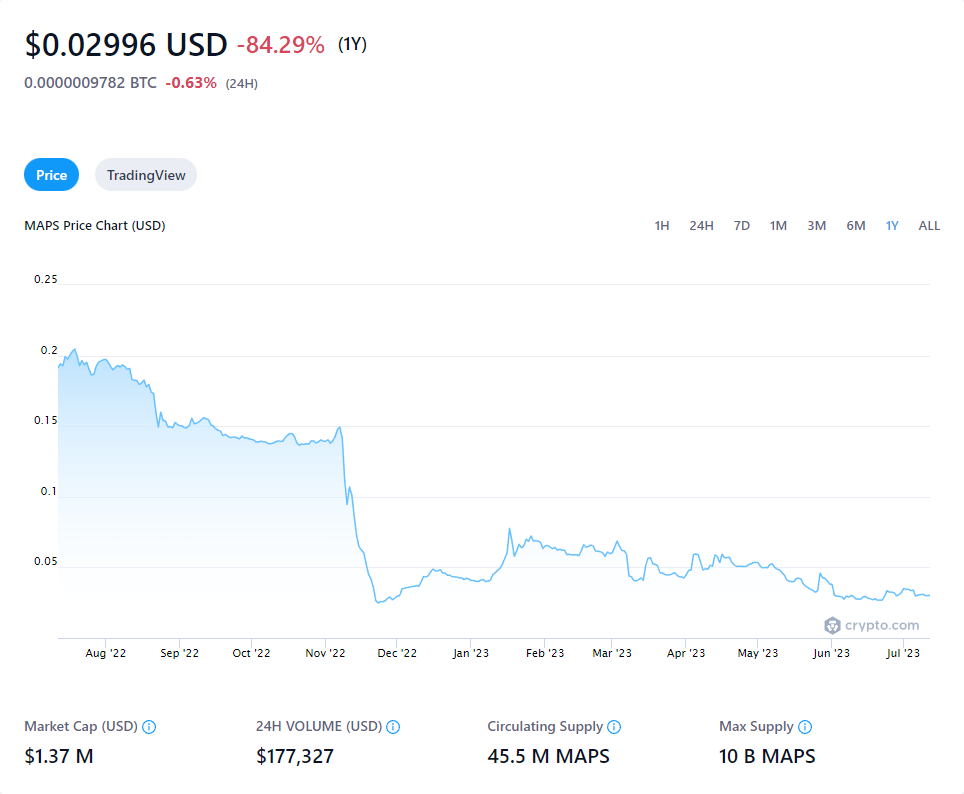 $0.02996 USD -84.29% (1Y)
0.0000009782 BTC -0.63% (24H)
Price TradingView
MAPS Price Chart (USD) 1H 24H 7D 1M 3M 6M 1Y ALL
0.25
0.2
0.15
0.1
0.05
crypto.com
Aug '22 Sep '22 Oct '22 Nov '22 Dec '22 Jan '23 Feb '23 Mar '23 Apr '23 May '23 Jun '23 Jul '23
Market Cap (USD) 24H VOLUME (USD) Circulating Supply Max Supply
$1.37 M $177,327 45.5 M MAPS 10 B MAPS